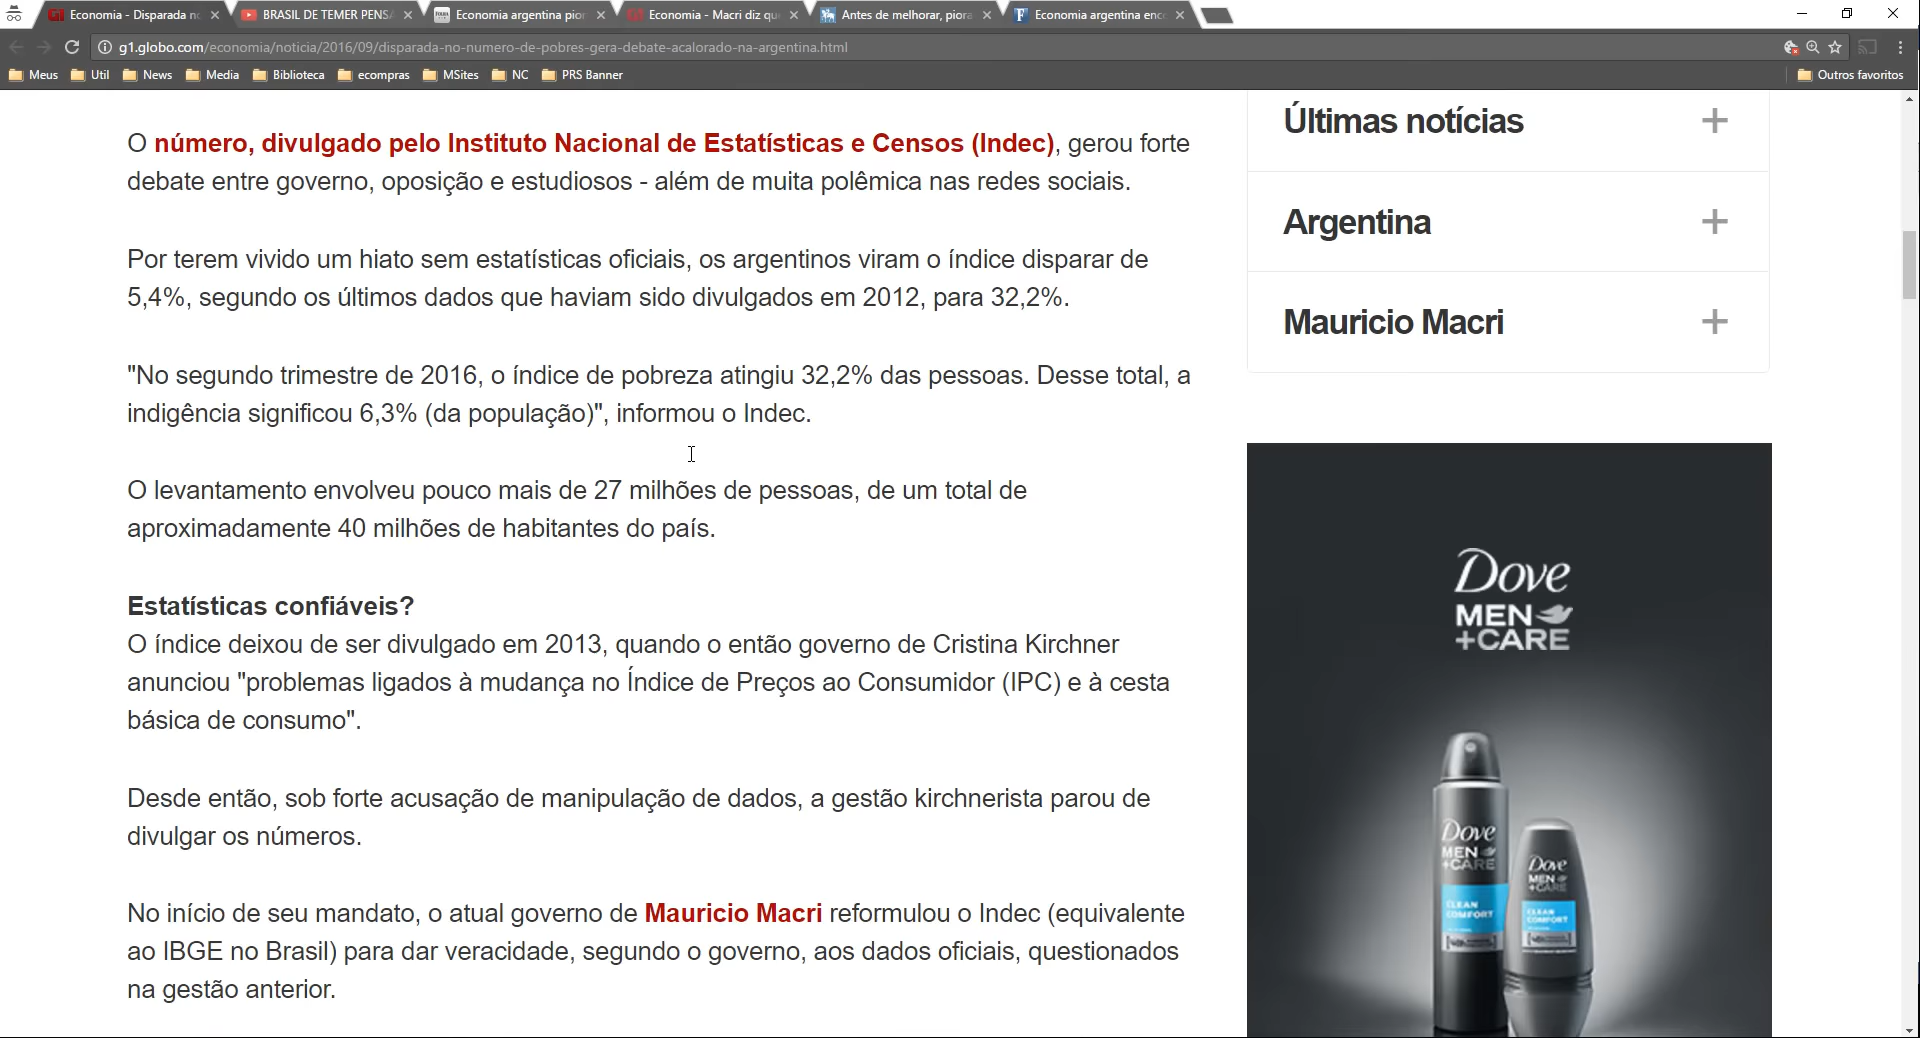 Economia - Disparada no
BRASIL DE TEMER PENSA
Economia argentina pior
Economia - Macri diz que
Antes de melhorar, piora
Economia argentina enc
g1.globo.com/economia/noticia/2016/09/disparada-no-numero-de-pobres-gera-debate-acalorado-na-argentina.html
Meus Util News Media Biblioteca ecompras MSites NC PRS Banner Outros favoritos
O número, divulgado pelo Instituto Nacional de Estatísticas e Censos (Indec), gerou forte
debate entre governo, oposição e estudiosos - além de muita polêmica nas redes sociais.
Por terem vivido um hiato sem estatísticas oficiais, os argentinos viram o índice disparar de
5,4%, segundo os últimos dados que haviam sido divulgados em 2012, para 32,2%.
"No segundo trimestre de 2016, o índice de pobreza atingiu 32,2% das pessoas. Desse total, a
indigência significou 6,3% (da população)", informou o Indec.
O levantamento envolveu pouco mais de 27 milhões de pessoas, de um total de
aproximadamente 40 milhões de habitantes do país.
Estatísticas confiáveis?
O índice deixou de ser divulgado em 2013, quando o então governo de Cristina Kirchner
anunciou "problemas ligados à mudança no Índice de Preços ao Consumidor (IPC) e à cesta
básica de consumo".
Desde então, sob forte acusação de manipulação de dados, a gestão kirchnerista parou de
divulgar os números.
No início de seu mandato, o atual governo de Mauricio Macri reformulou o Indec (equivalente
ao IBGE no Brasil) para dar veracidade, segundo o governo, aos dados oficiais, questionados
na gestão anterior.
Últimas notícias
Argentina
Mauricio Macri
Dove
MEN
+CARE
Dove
MEN
+CARE
CLEAN
COMFORT
Dove
MEN
+CARE
CLEAN
COMFORT